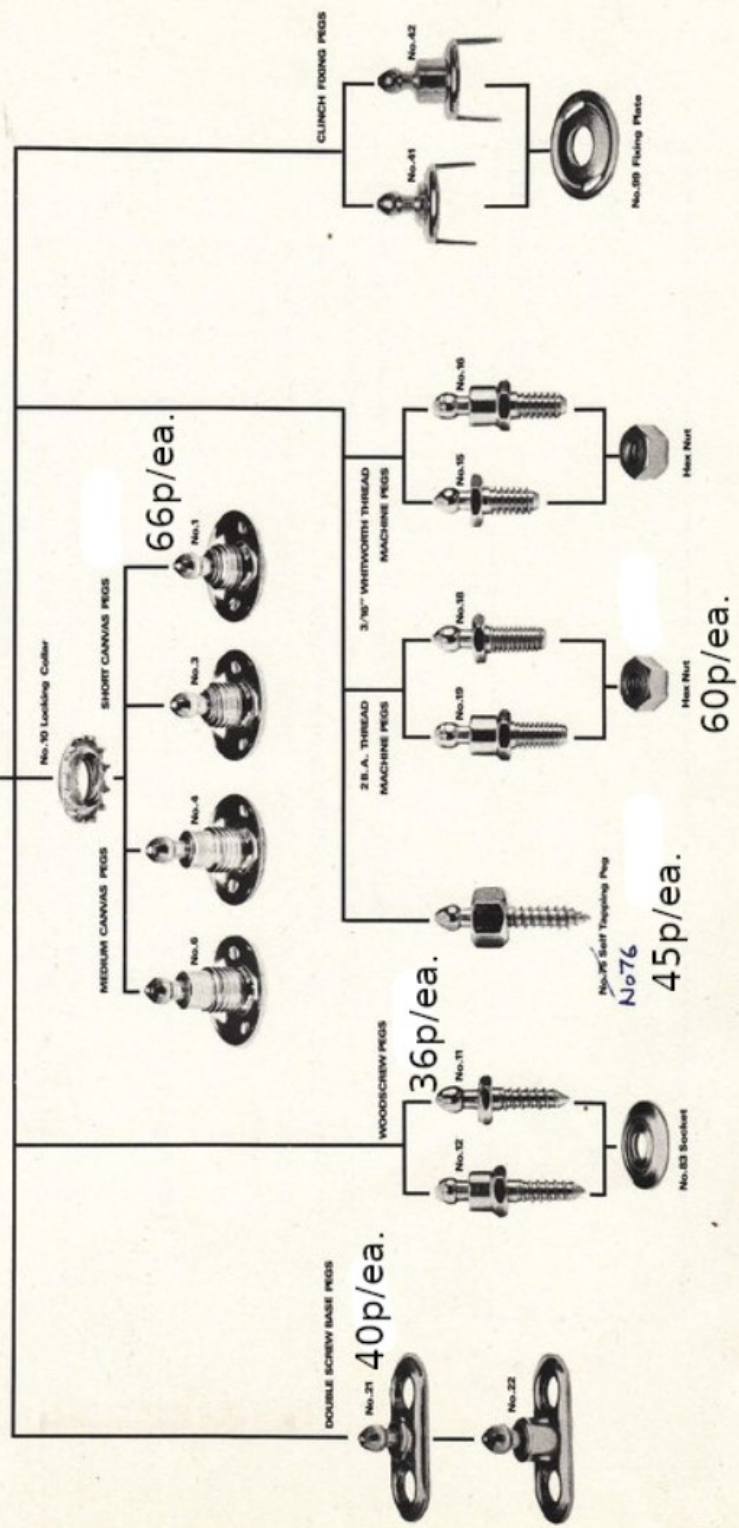 No.10 Locking Collar
MEDIUM CANVAS PEGS
SHORT CANVAS PEGS
66p/ea.
No.6
No.4
No.3
No.1
DOUBLE SCREW BASE PEGS
No.21
40p/ea.
No.22
WOODSCREW PEGS
36p/ea.
No.12
No.11
No.83 Socket
No.75 Self Tapping Peg
No76
45p/ea.
2 B.A. THREAD
MACHINE PEGS
No.19
No.18
Hex Nut
60p/ea.
3/16" WHITWORTH THREAD
MACHINE PEGS
No.15
No.16
Hex Nut
CLINCH FIXING PEGS
No.41
No.42
No.99 Fixing Plate